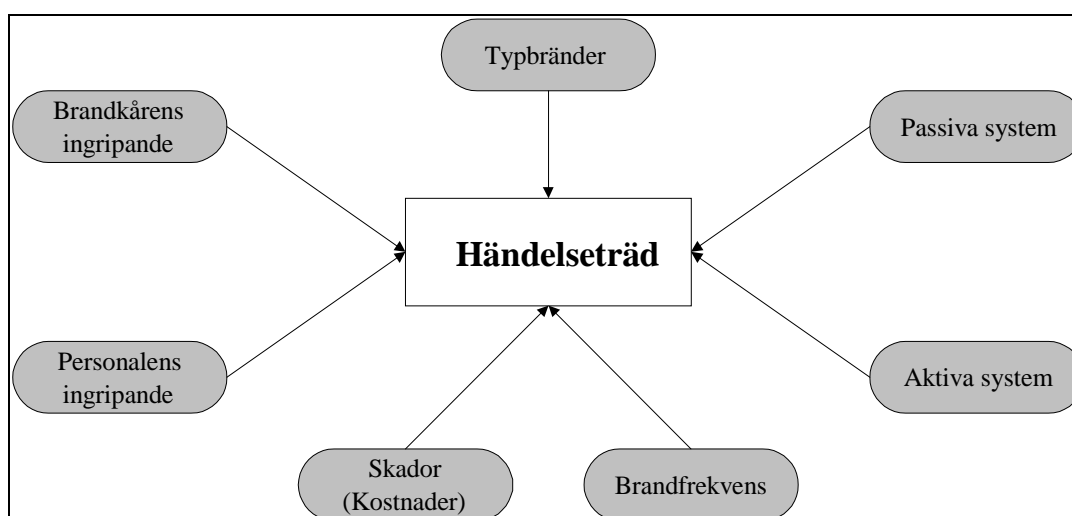 Typbränder
Brandkårens
ingripande
Passiva system
Händelseträd
Personalens
ingripande
Aktiva system
Skador
(Kostnader)
Brandfrekvens